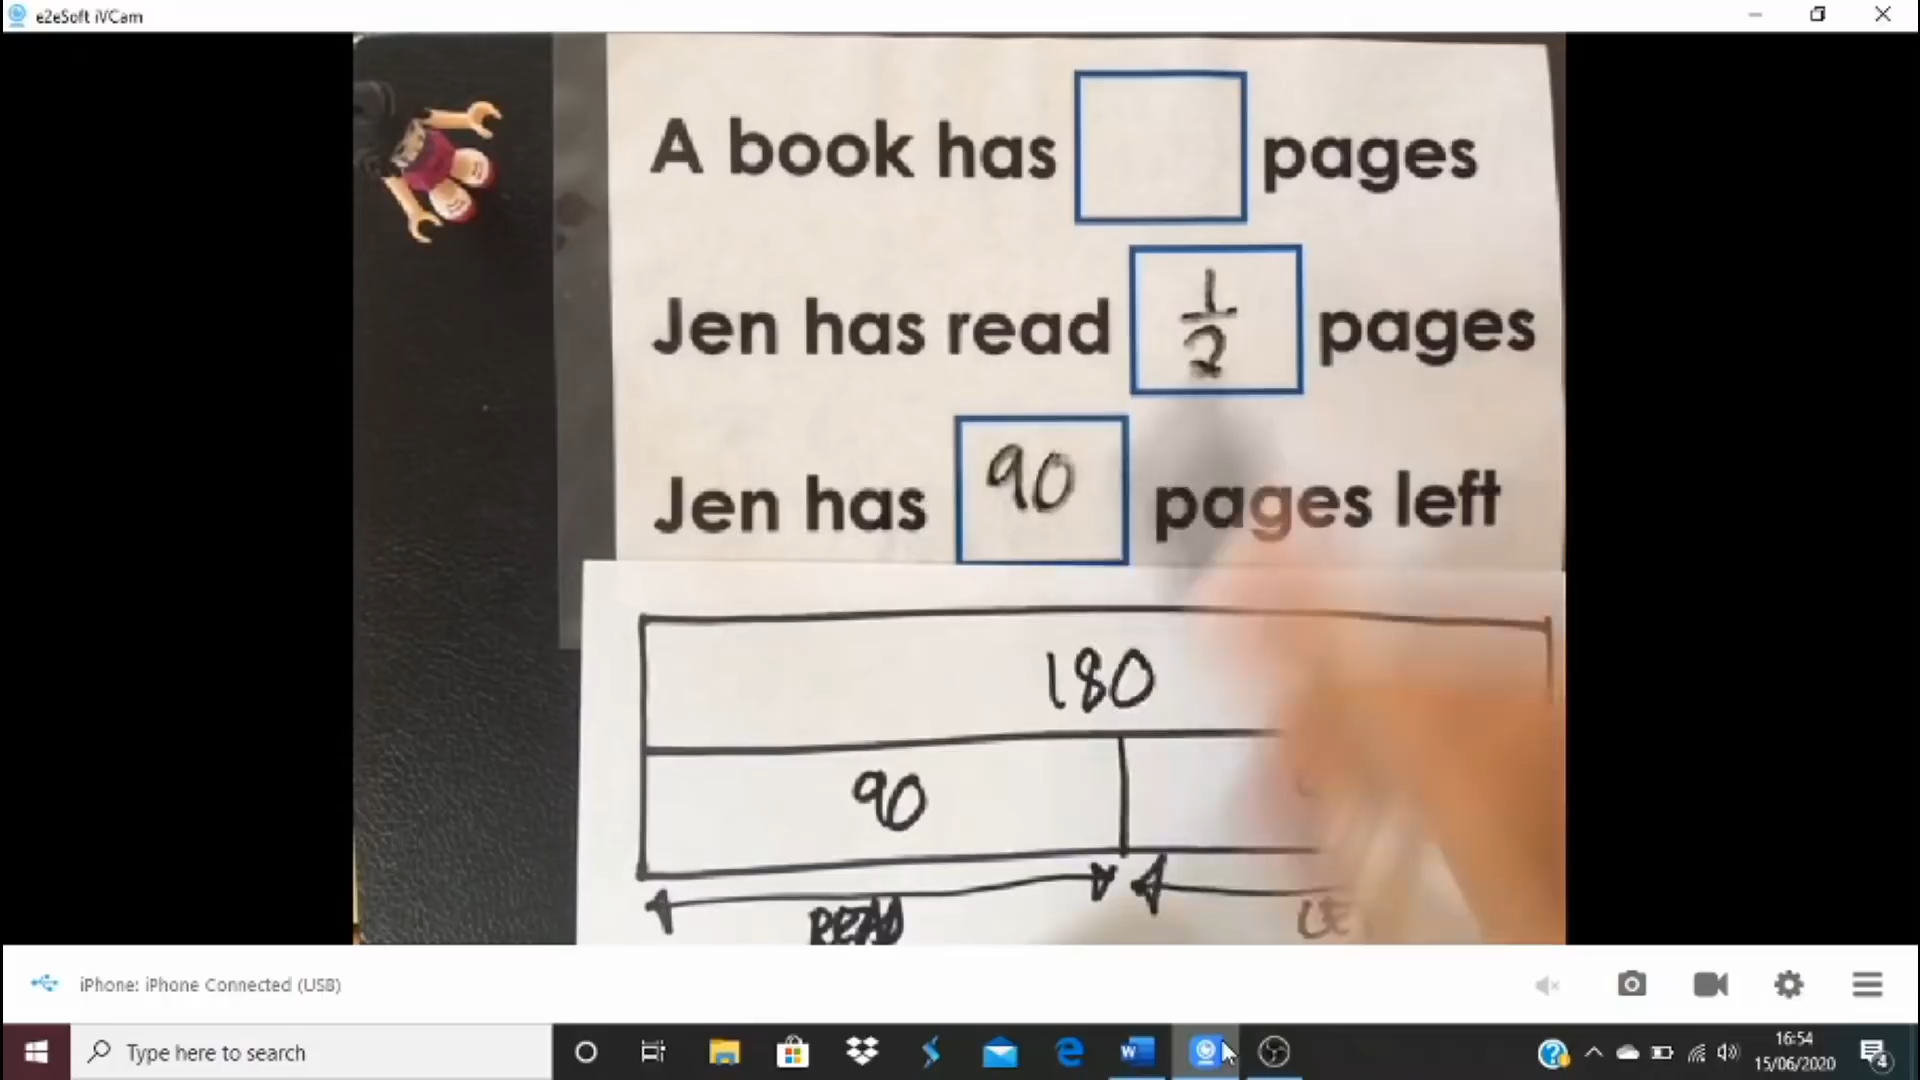 e2eSoft iVCam
A book has pages
Jen has read 1/2 pages
Jen has 90 pages left
180
90
READ
iPhone: iPhone Connected (USB)
Type here to search
16:54
15/06/2020
4